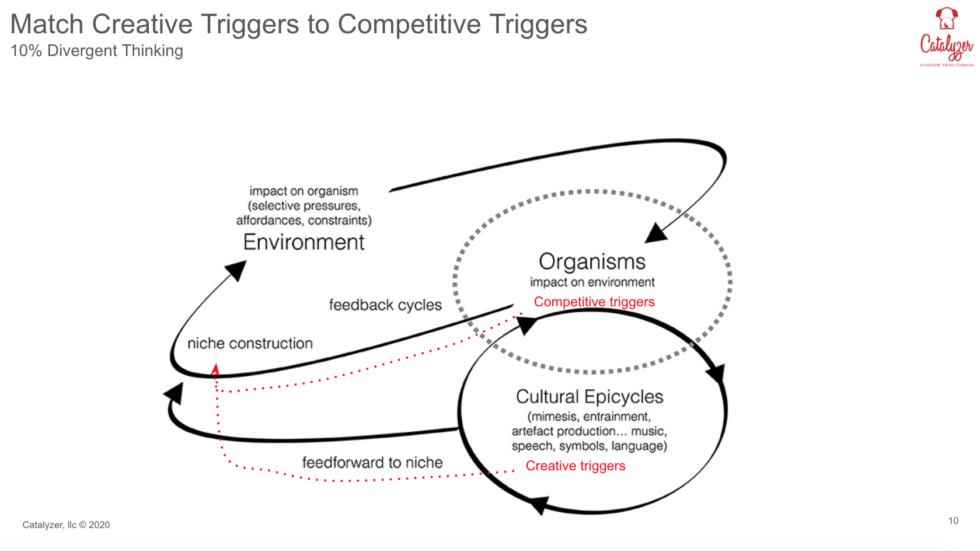 Match Creative Triggers to Competitive Triggers
10% Divergent Thinking
Catalyzer
DIVERGENT FROM COMMON
impact on organism
(selective pressures,
affordances, constraints)
Environment
Organisms
impact on environment
Competitive triggers
feedback cycles
niche construction
Cultural Epicycles
(mimesis, entrainment,
artefact production... music,
speech, symbols, language)
Creative triggers
feedforward to niche
Catalyzer, llc © 2020
10